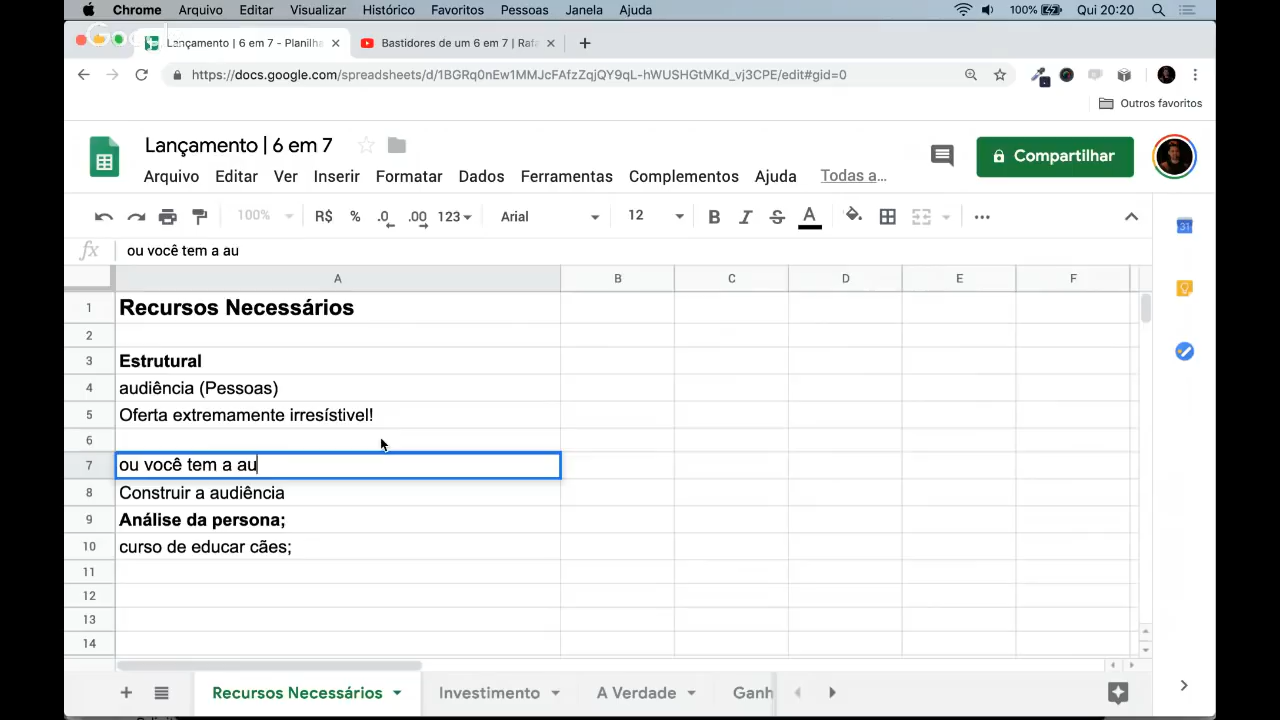 Chrome Arquivo Editar Visualizar Histórico Favoritos Pessoas Janela Ajuda 100% Qui 20:20
Lançamento | 6 em 7 - Planilha Bastidores de um 6 em 7 | Rafa
https://docs.google.com/spreadsheets/d/1BGRq0nEw1MMJcFAfzZqjQY9qL-hWUSHGtMKd_vj3CPE/edit#gid=0
Outros favoritos
Lançamento | 6 em 7
Compartilhar
Arquivo Editar Ver Inserir Formatar Dados Ferramentas Complementos Ajuda Todas a...
100% R$ % .0 .00 123 Arial 12 B I S A
fx ou você tem a au
A B C D E F
1 Recursos Necessários
2
3 Estrutural
4 audiência (Pessoas)
5 Oferta extremamente irresístivel!
6
7 ou você tem a au
8 Construir a audiência
9 Análise da persona;
10 curso de educar cães;
11
12
13
14
31
Recursos Necessários Investimento A Verdade Ganh